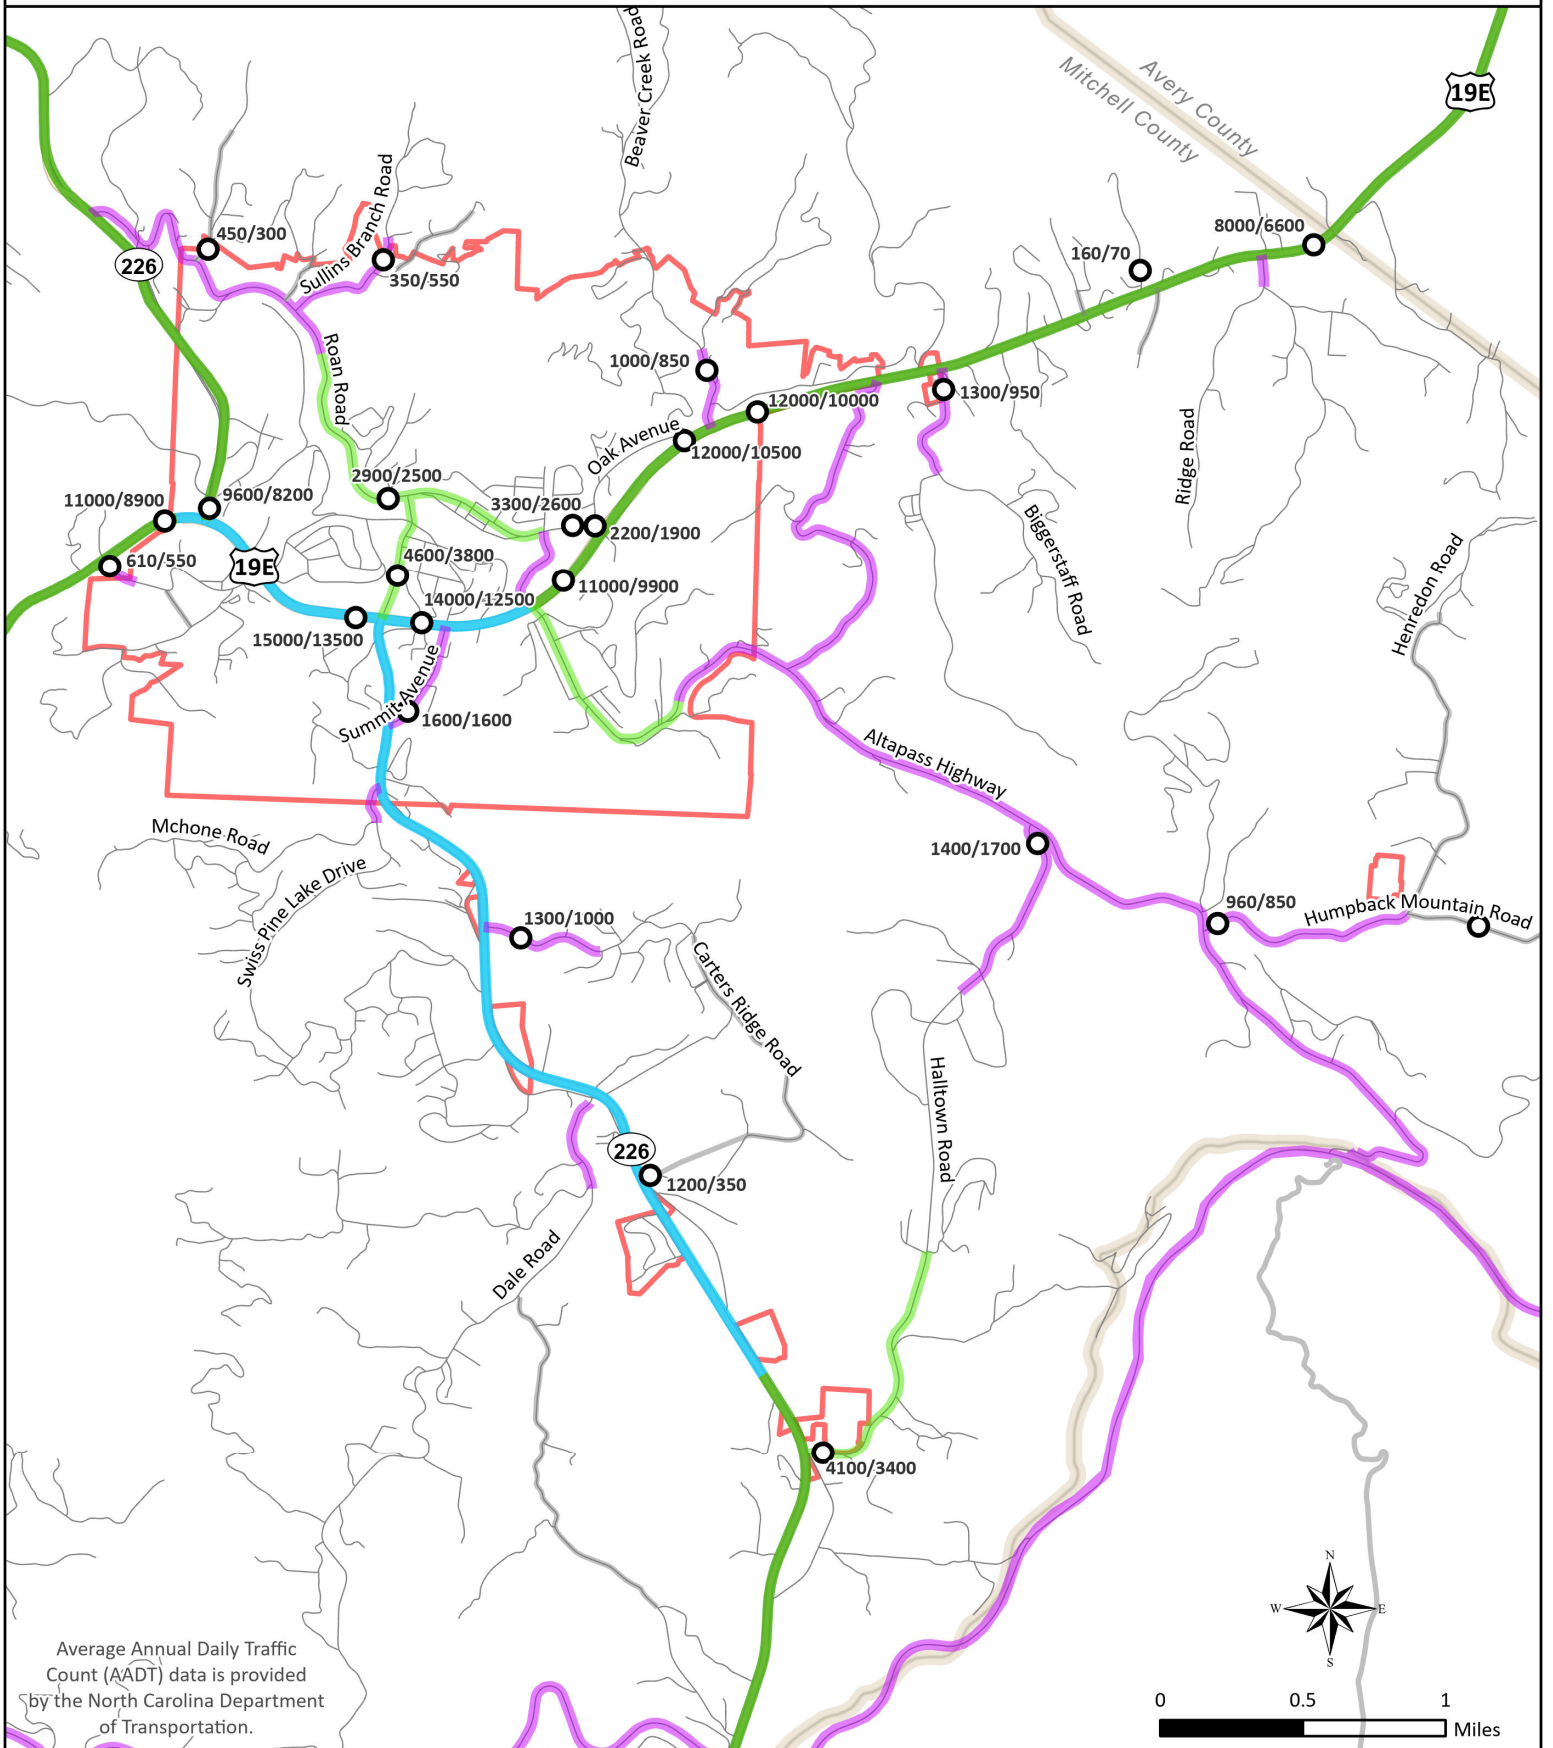 Beaver Creek Road
19E
Avery County
Mitchell County
Sullins Branch Road
450/300
8000/6600
160/70
226
350/550
Roan Road
1000/850
1300/950
12000/10000
Oak Avenue
12000/10500
Ridge Road
2900/2500
11000/8900
9600/8200
3300/2600
2200/1900
Biggerstaff Road
610/550
19E
4600/3800
11000/9900
Henredon Road
14000/12500
15000/13500
Summit Avenue
1600/1600
Altapass Highway
Mchone Road
1400/1700
Swiss Pine Lake Drive
960/850
Humpback Mountain Road
1300/1000
Carters Ridge Road
Halltown Road
226
1200/350
Dale Road
4100/3400
N
W
E
S
Average Annual Daily Traffic
Count (AADT) data is provided
by the North Carolina Department
of Transportation.
0 0.5 1
Miles